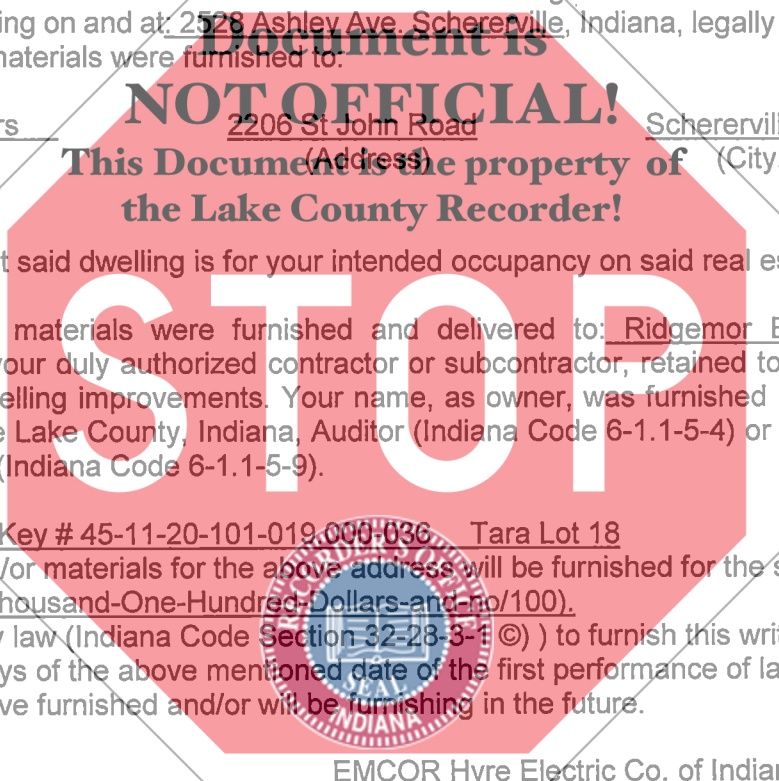 ing on and at: 2528 Ashley Ave. Schererville, Indiana, legally
Document is
materials were furnished to:
NOT OFFICIAL!
rs 2206 St John Road Scherervill
This Document is the property of
(Address) (City
the Lake County Recorder!
t said dwelling is for your intended occupancy on said real es
STOP
materials were furnished and delivered to: Ridgemor B
your duly authorized contractor or subcontractor, retained to
elling improvements. Your name, as owner, was furnished
e Lake County, Indiana, Auditor (Indiana Code 6-1.1-5-4) or
(Indiana Code 6-1.1-5-9).
Key # 45-11-20-101-019.000-036 Tara Lot 18
/or materials for the above address will be furnished for the s
housand-One-Hundred-Dollars-and-no/100).
y law (Indiana Code Section 32-28-3-1 ©) ) to furnish this writ
ys of the above mentioned date of the first performance of la
ve furnished and/or will be furnishing in the future.
RECORDER'S OFFICE
SEAL
INDIANA
EMCOR Hyre Electric Co. of Indian